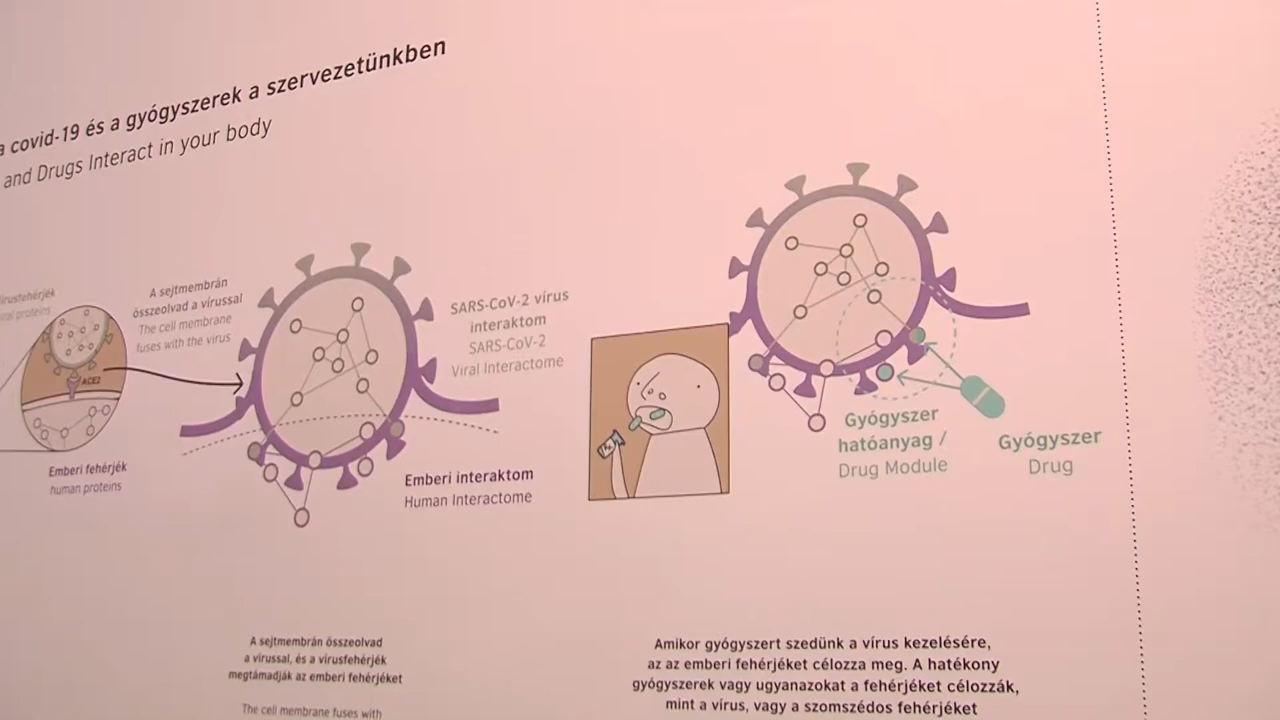 a covid-19 és a gyógyszerek a szervezetünkben
and Drugs Interact in your body
A sejtmembrán
összeolvad a vírussal
The cell membrane
fuses with the virus
ACE2
Emberi fehérjék
human proteins
SARS-CoV-2 vírus
interaktom
SARS-CoV-2
Viral Interactome
Emberi interaktom
Human Interactome
Gyógyszer
hatóanyag /
Drug Module
Gyógyszer
Drug
A sejtmembrán összeolvad
a vírussal, és a vírusfehérjék
megtámadják az emberi fehérjéket
The cell membrane fuses with
Amikor gyógyszert szedünk a vírus kezelésére,
az az emberi fehérjéket célozza meg. A hatékony
gyógyszerek vagy ugyanazokat a fehérjéket célozzák,
mint a vírus, vagy a szomszédos fehérjéket